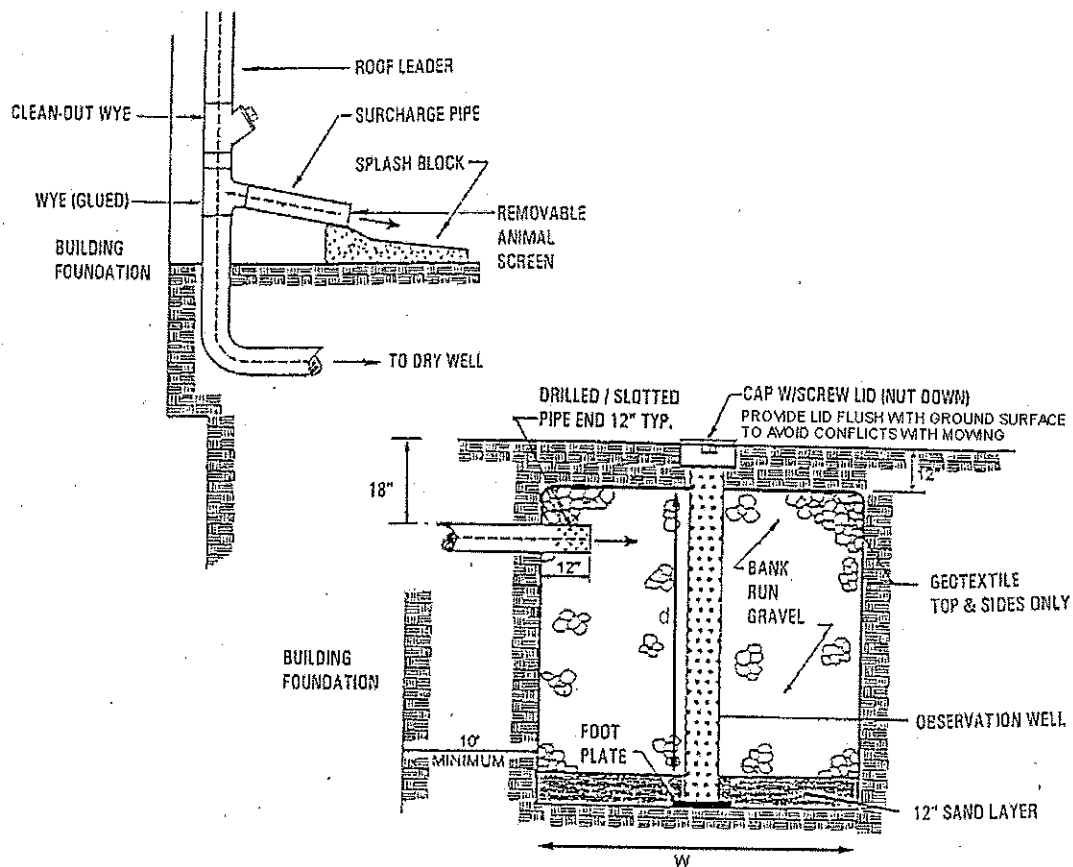 ROOF LEADER
CLEAN-OUT WYE
SURCHARGE PIPE
SPLASH BLOCK
WYE (GLUED)
REMOVABLE
ANIMAL
SCREEN
BUILDING
FOUNDATION
TO DRY WELL
DRILLED / SLOTTED
PIPE END 12" TYP.
CAP W/SCREW LID (NUT DOWN)
PROVIDE LID FLUSH WITH GROUND SURFACE
TO AVOID CONFLICTS WITH MOWING
18"
12"
12"
d
BANK
RUN
GRAVEL
GEOTEXTILE
TOP & SIDES ONLY
BUILDING
FOUNDATION
OBSERVATION WELL
FOOT
PLATE
10'
MINIMUM
12" SAND LAYER
W